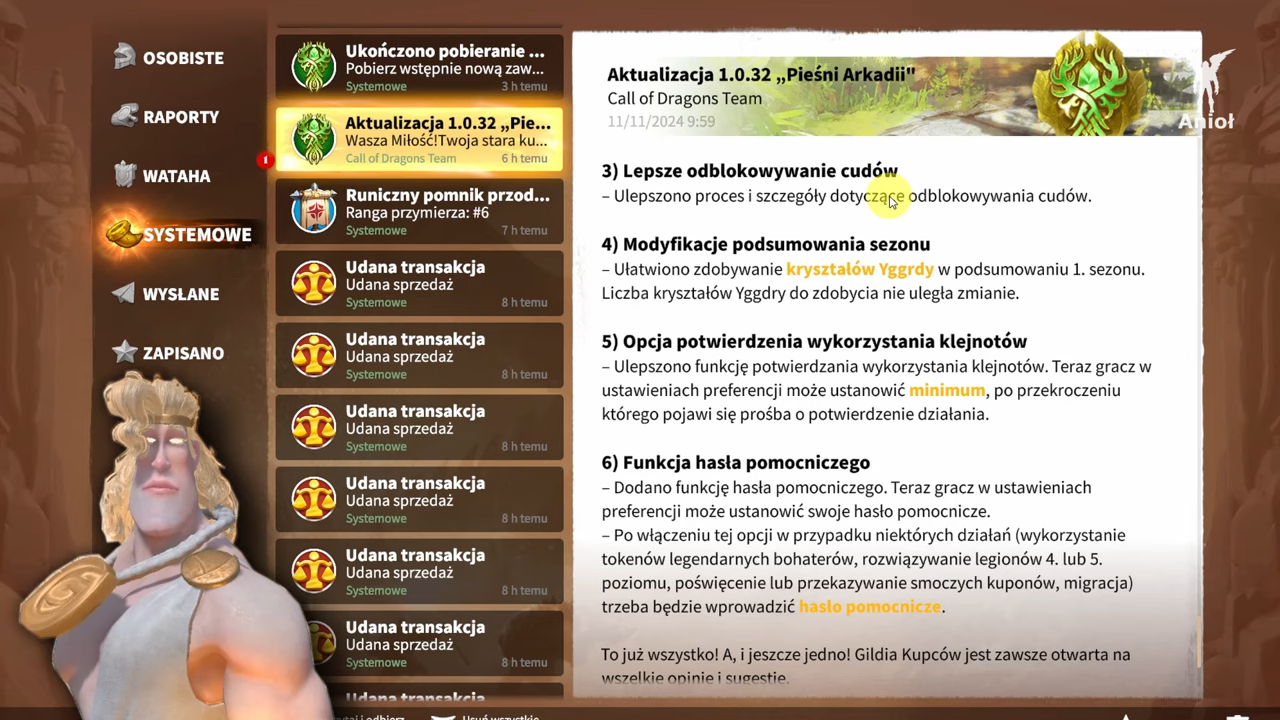 OSOBISTE
RAPORTY
WATAHA
SYSTEMOWE
WYSŁANE
ZAPISANO
1
Ukończono pobieranie ...
Pobierz wstępnie nową zaw...
Systemowe 3 h temu
Aktualizacja 1.0.32 „Pie...
Wasza Miłość!Twoja stara ku...
Call of Dragons Team 6 h temu
Runiczny pomnik przod...
Ranga przymierza: #6
Systemowe 7 h temu
Udana transakcja
Udana sprzedaż
Systemowe 8 h temu
Udana transakcja
Udana sprzedaż
Systemowe 8 h temu
Udana transakcja
Udana sprzedaż
Systemowe 8 h temu
Udana transakcja
Udana sprzedaż
Systemowe 8 h temu
Udana transakcja
Udana sprzedaż
Systemowe 8 h temu
Udana transakcja
Udana sprzedaż
Systemowe 8 h temu
Udana transakcja
Usuń wszystkie
Aktualizacja 1.0.32 „Pieśni Arkadii"
Call of Dragons Team
11/11/2024 9:59
Anioł
3) Lepsze odblokowywanie cudów
– Ulepszono proces i szczegóły dotyczące odblokowywania cudów.
4) Modyfikacje podsumowania sezonu
– Ułatwiono zdobywanie kryształów Yggrdy w podsumowaniu 1. sezonu.
Liczba kryształów Yggdry do zdobycia nie uległa zmianie.
5) Opcja potwierdzenia wykorzystania klejnotów
– Ulepszono funkcję potwierdzania wykorzystania klejnotów. Teraz gracz w
ustawieniach preferencji może ustanowić minimum, po przekroczeniu
którego pojawi się prośba o potwierdzenie działania.
6) Funkcja hasła pomocniczego
– Dodano funkcję hasła pomocniczego. Teraz gracz w ustawieniach
preferencji może ustanowić swoje hasło pomocnicze.
– Po włączeniu tej opcji w przypadku niektórych działań (wykorzystanie
tokenów legendarnych bohaterów, rozwiązywanie legionów 4. lub 5.
poziomu, poświęcenie lub przekazywanie smoczych kuponów, migracja)
trzeba będzie wprowadzić hasło pomocnicze.
To już wszystko! A, i jeszcze jedno! Gildia Kupców jest zawsze otwarta na
wszelkie opinie i sugestie.